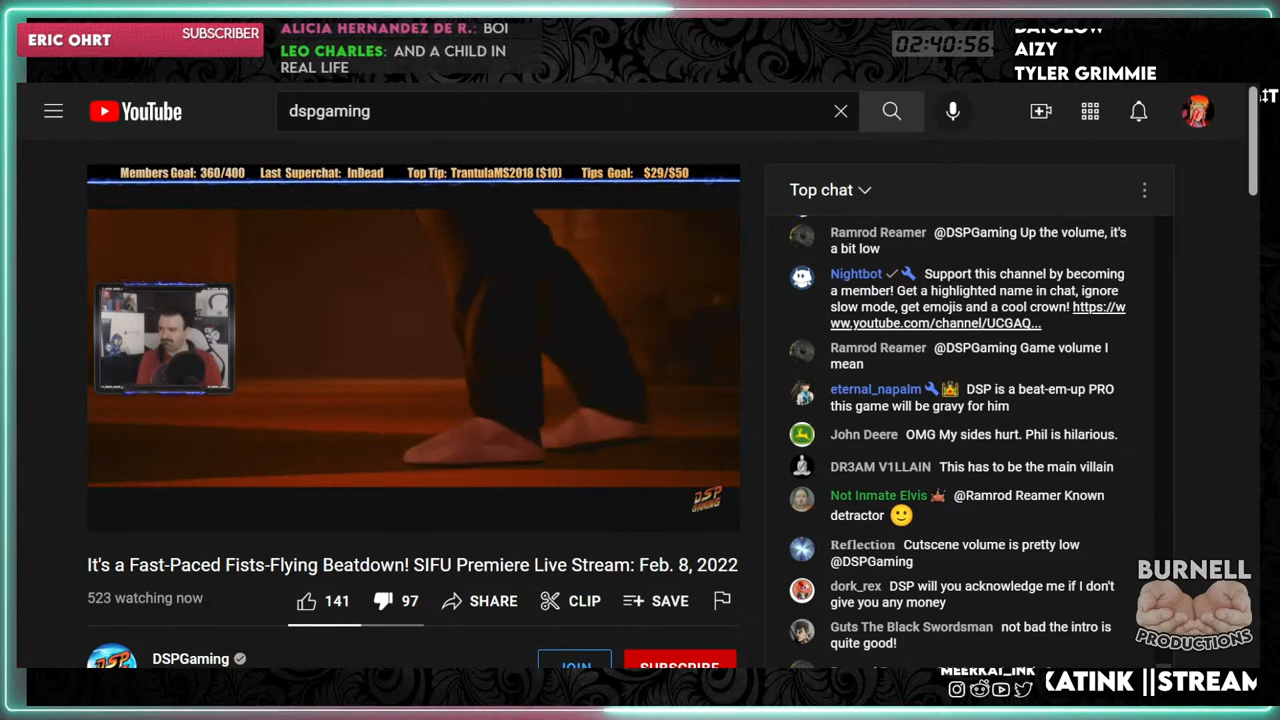 ERIC OHRT
SUBSCRIBER
ALICIA HERNANDEZ DE R.: BOI
LEO CHARLES: AND A CHILD IN
REAL LIFE
02:40:56
DAYGLOW
AIZY
TYLER GRIMMIE
YouTube
dspgaming
Members Goal: 360/400 Last Superchat: InDead Top Tip: TrantulaMS2018 ($10) Tips Goal: $29/$50
DSP
GAMING
Top chat
Ramrod Reamer @DSPGaming Up the volume, it's
a bit low
Nightbot Support this channel by becoming
a member! Get a highlighted name in chat, ignore
slow mode, get emojis and a cool crown! https://w
ww.youtube.com/channel/UCGAQ...
Ramrod Reamer @DSPGaming Game volume I
mean
eternal_napalm DSP is a beat-em-up PRO
this game will be gravy for him
John Deere OMG My sides hurt. Phil is hilarious.
DR3AM V1LLAIN This has to be the main villain
Not Inmate Elvis @Ramrod Reamer Known
detractor
Reflection Cutscene volume is pretty low
@DSPGaming
dork_rex DSP will you acknowledge me if I don't
give you any money
Guts The Black Swordsman not bad the intro is
quite good!
It's a Fast-Paced Fists-Flying Beatdown! SIFU Premiere Live Stream: Feb. 8, 2022
523 watching now
141
97
SHARE
CLIP
SAVE
DSPGaming
JOIN
SUBSCRIBE
BURNELL
PRODUCTIONS
MEERKAT_INK
KATINK ||STREAM